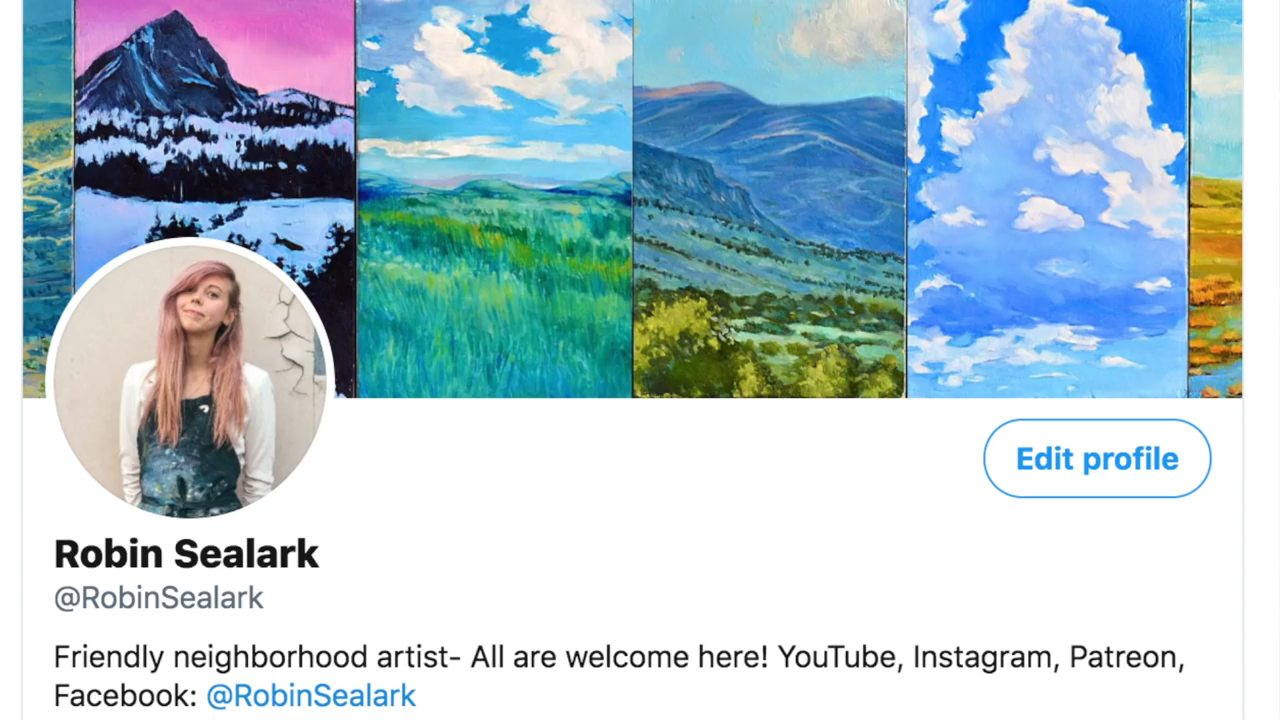 Edit profile
Robin Sealark
@RobinSealark
Friendly neighborhood artist- All are welcome here! YouTube, Instagram, Patreon,
Facebook: @RobinSealark